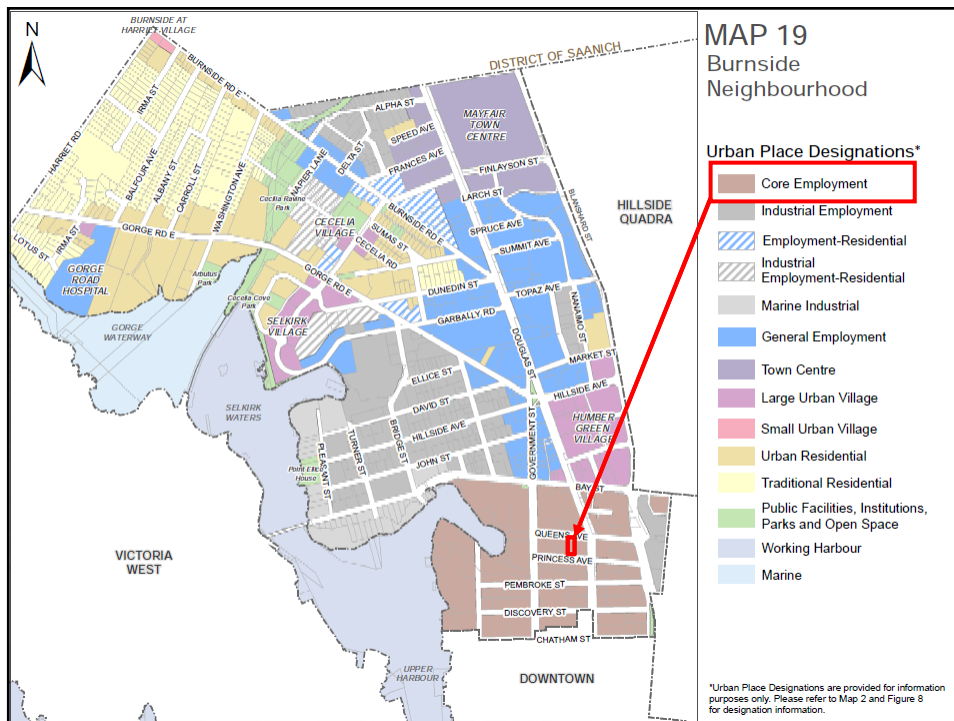 BURNSIDE AT
HARRIET VILLAGE
N
DISTRICT OF SAANICH
MAP 19
Burnside
Neighbourhood
Urban Place Designations*
Core Employment
Industrial Employment
Employment-Residential
Industrial
Employment-Residential
Marine Industrial
General Employment
Town Centre
Large Urban Village
Small Urban Village
Urban Residential
Traditional Residential
Public Facilities, Institutions,
Parks and Open Space
Working Harbour
Marine
*Urban Place Designations are provided for information
purposes only. Please refer to Map 2 and Figure 8
for designation information.
BURNSIDE RD E
ALPHA ST
MAYFAIR
TOWN
CENTRE
IRMA ST
SPEED AVE
DELTA ST
HARRIET RD
FRANCES AVE
FINLAYSON ST
BALFOUR AVE
ALBANY ST
CARROLL ST
WASHINGTON AVE
NAPIER LANE
LARCH ST
BLANSHARD ST
HILLSIDE
QUADRA
Cecelia Ravine
Park
CECELIA
VILLAGE
BURNSIDE RD E
SUMAS ST
CECELIA RD
SPRUCE AVE
SUMMIT AVE
GORGE RD E
LOTUS ST
IRMA ST
GORGE
ROAD
HOSPITAL
Arbutus
Park
GORGE RD E
DUNEDIN ST
TOPAZ AVE
NANAIMO ST
Cecelia Cove
Park
GARBALLY RD
SELKIRK
VILLAGE
GORGE
WATERWAY
DOUGLAS ST
MARKET ST
ELLICE ST
HILLSIDE AVE
SELKIRK
WATERS
DAVID ST
HILLSIDE AVE
HUMBER
GREEN
VILLAGE
PLEASANT ST
TURNER ST
BRIDGE ST
JOHN ST
GOVERNMENT ST
Point Ellice
House
BAY ST
QUEENS AVE
PRINCESS AVE
VICTORIA
WEST
PEMBROKE ST
DISCOVERY ST
CHATHAM ST
UPPER
HARBOUR
DOWNTOWN